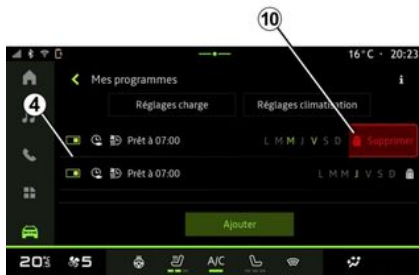 10
16°C · 20:23
Mes programmes
i
4
Réglages charge Réglages climatisation
Prêt à 07:00 L M M J V S D Supprimer
Prêt à 07:00 L M M J V S D
Ajouter
20 5 A/C